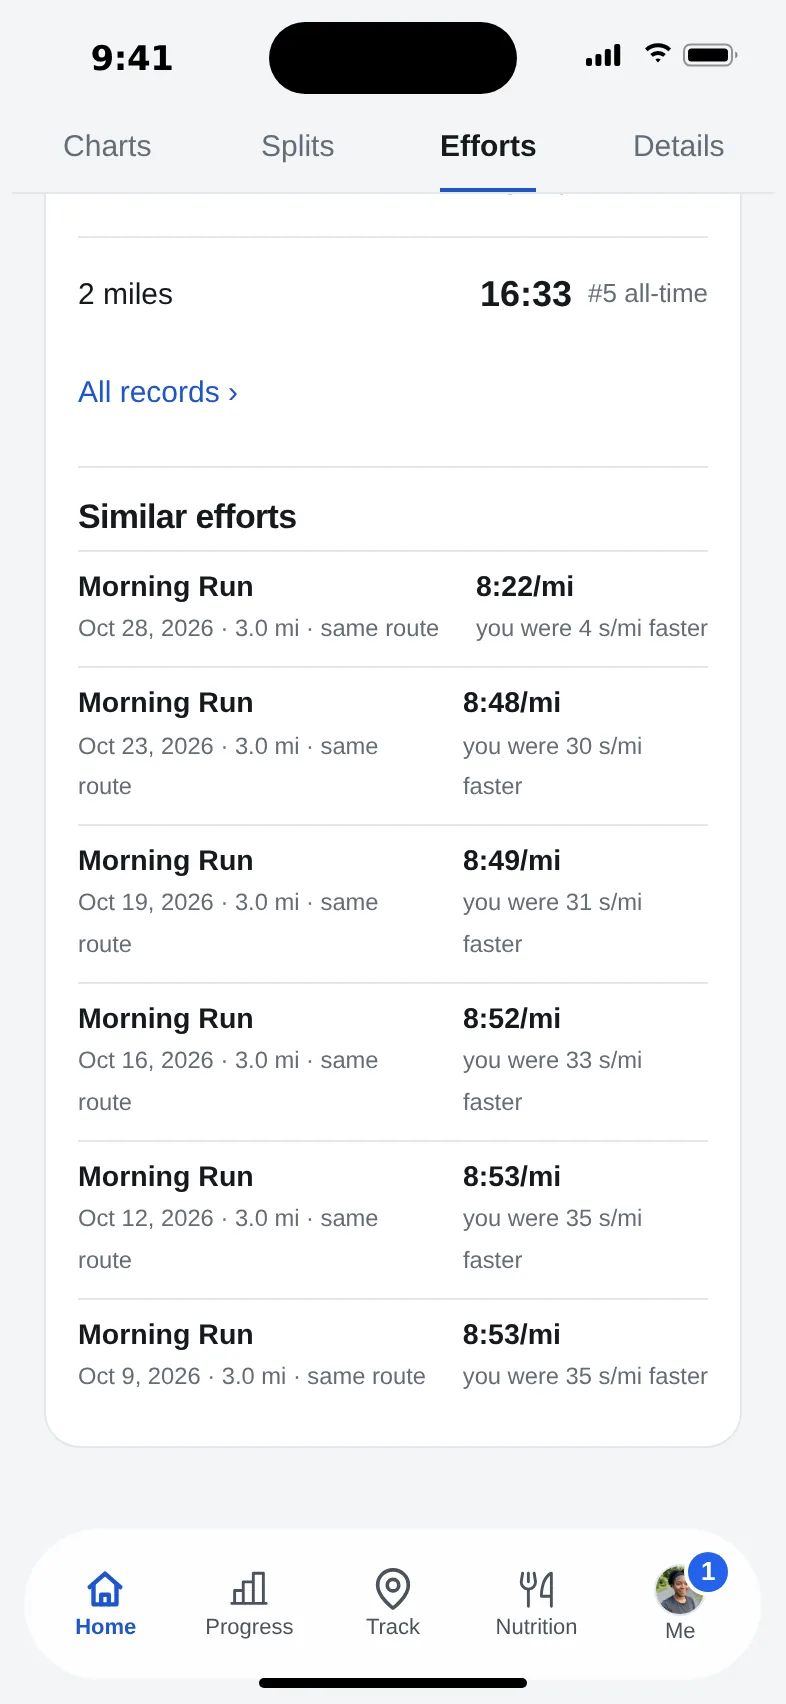 9:41
Charts Splits Efforts Details
2 miles 16:33 #5 all-time
All records ›
Similar efforts
Morning Run 8:22/mi
Oct 28, 2026 · 3.0 mi · same route you were 4 s/mi faster
Morning Run 8:48/mi
Oct 23, 2026 · 3.0 mi · same you were 30 s/mi
route faster
Morning Run 8:49/mi
Oct 19, 2026 · 3.0 mi · same you were 31 s/mi
route faster
Morning Run 8:52/mi
Oct 16, 2026 · 3.0 mi · same you were 33 s/mi
route faster
Morning Run 8:53/mi
Oct 12, 2026 · 3.0 mi · same you were 35 s/mi
route faster
Morning Run 8:53/mi
Oct 9, 2026 · 3.0 mi · same route you were 35 s/mi faster
1
Home Progress Track Nutrition Me